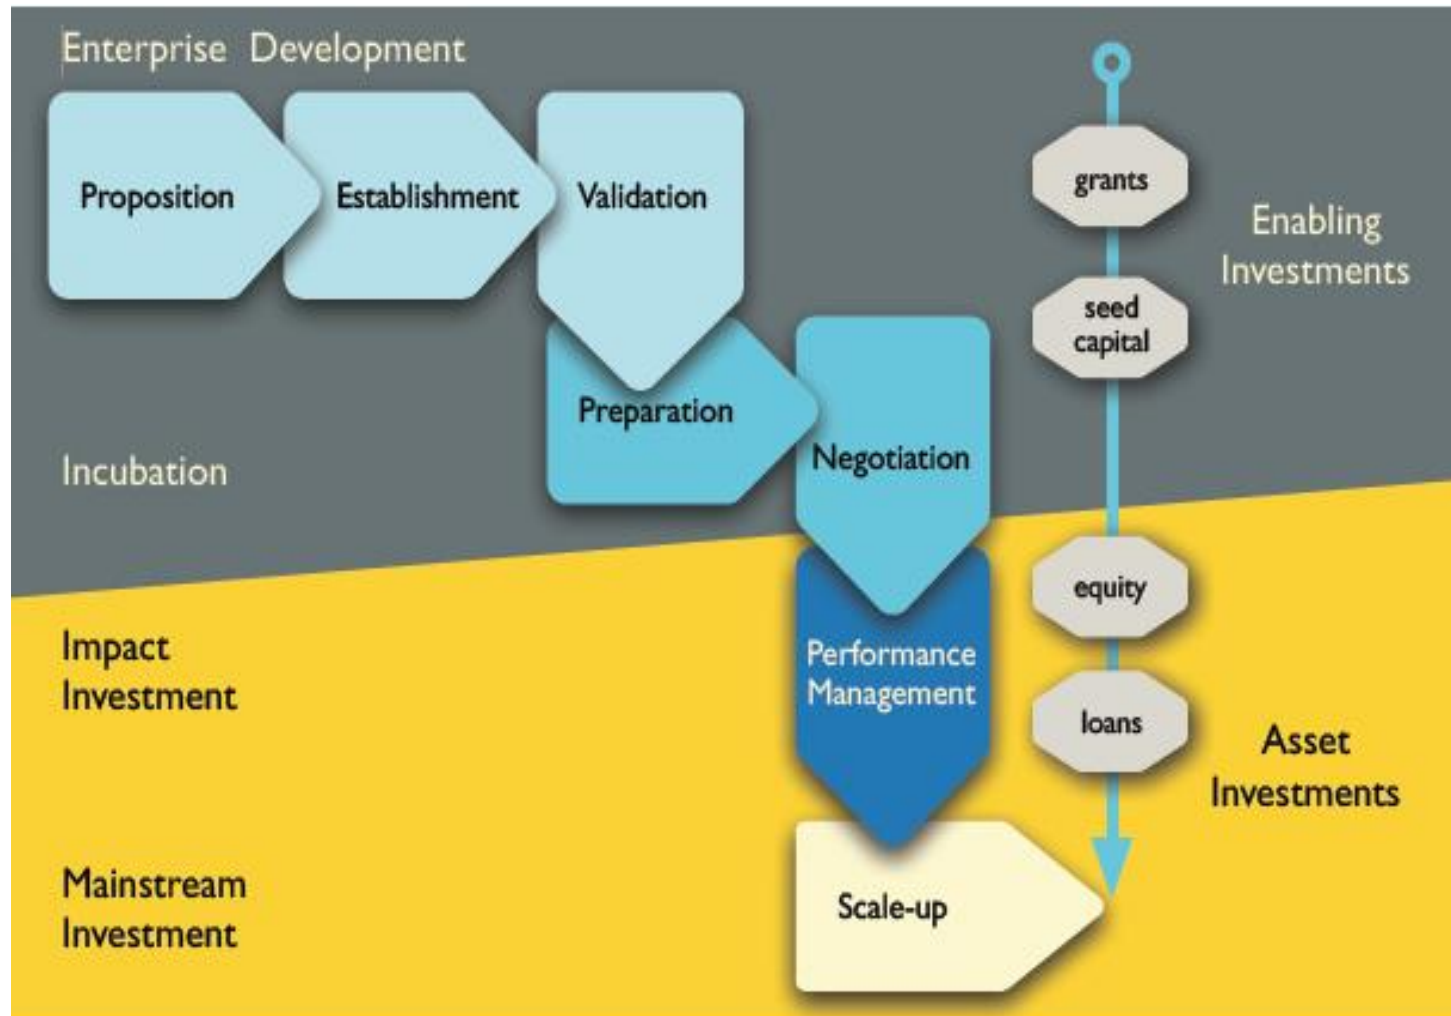 Enterprise Development
Proposition
Establishment
Validation
grants
Enabling
Investments
seed
capital
Preparation
Negotiation
Incubation
equity
Impact
Investment
Performance
Management
loans
Asset
Investments
Mainstream
Investment
Scale-up